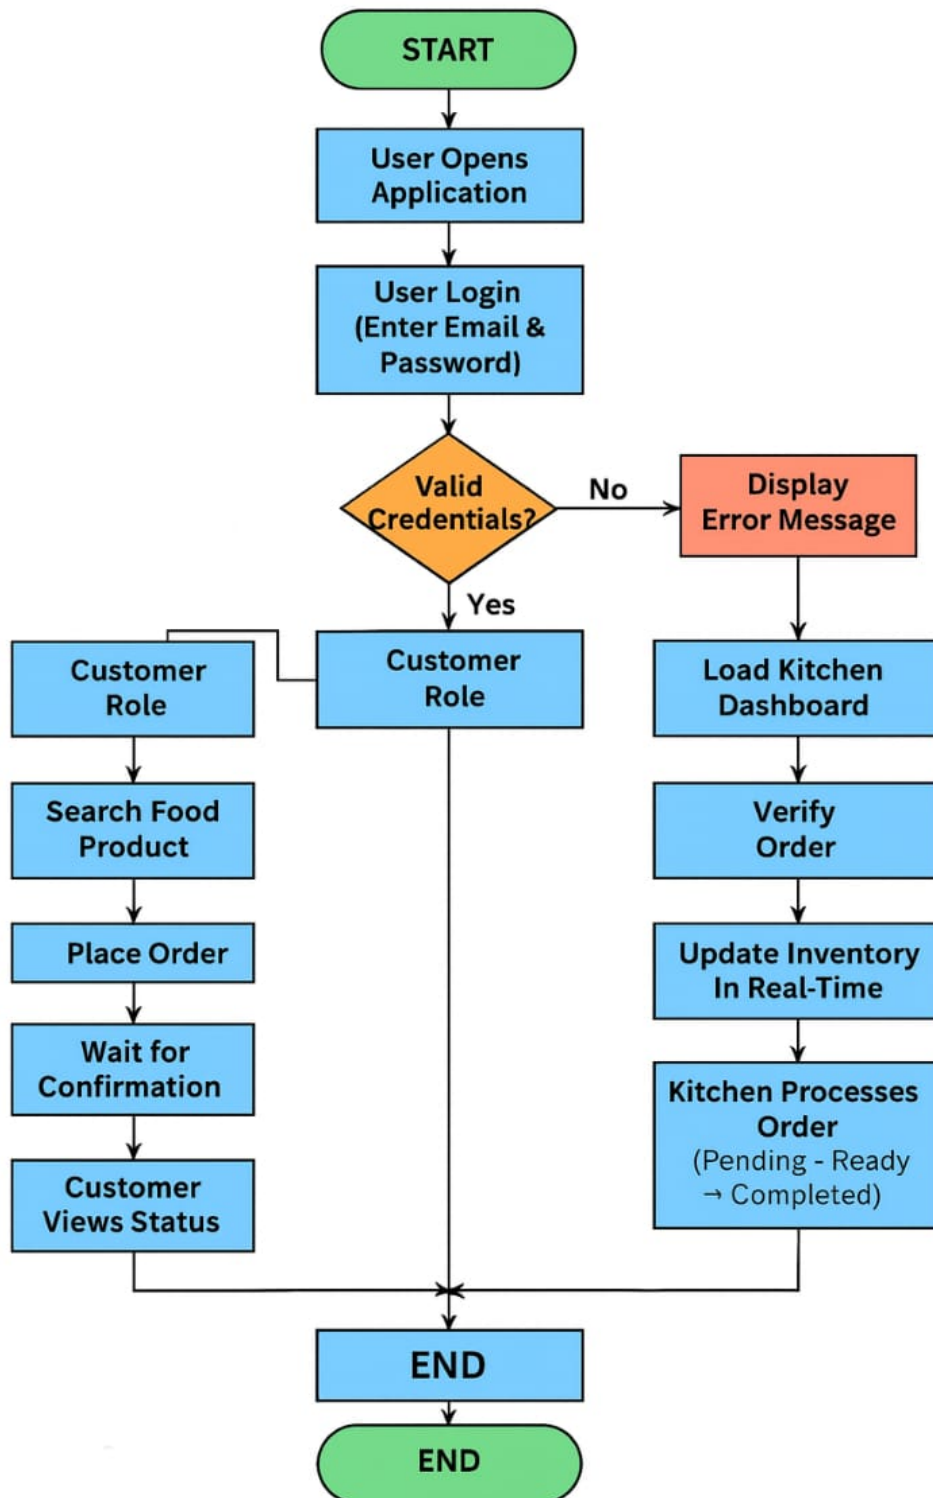 START
User Opens
Application
User Login
(Enter Email &
Password)
Valid
Credentials?
No
Display
Error Message
Yes
Customer
Role
Customer
Role
Load Kitchen
Dashboard
Search Food
Product
Verify
Order
Place Order
Update Inventory
In Real-Time
Wait for
Confirmation
Kitchen Processes
Order
(Pending - Ready
→ Completed)
Customer
Views Status
END
END